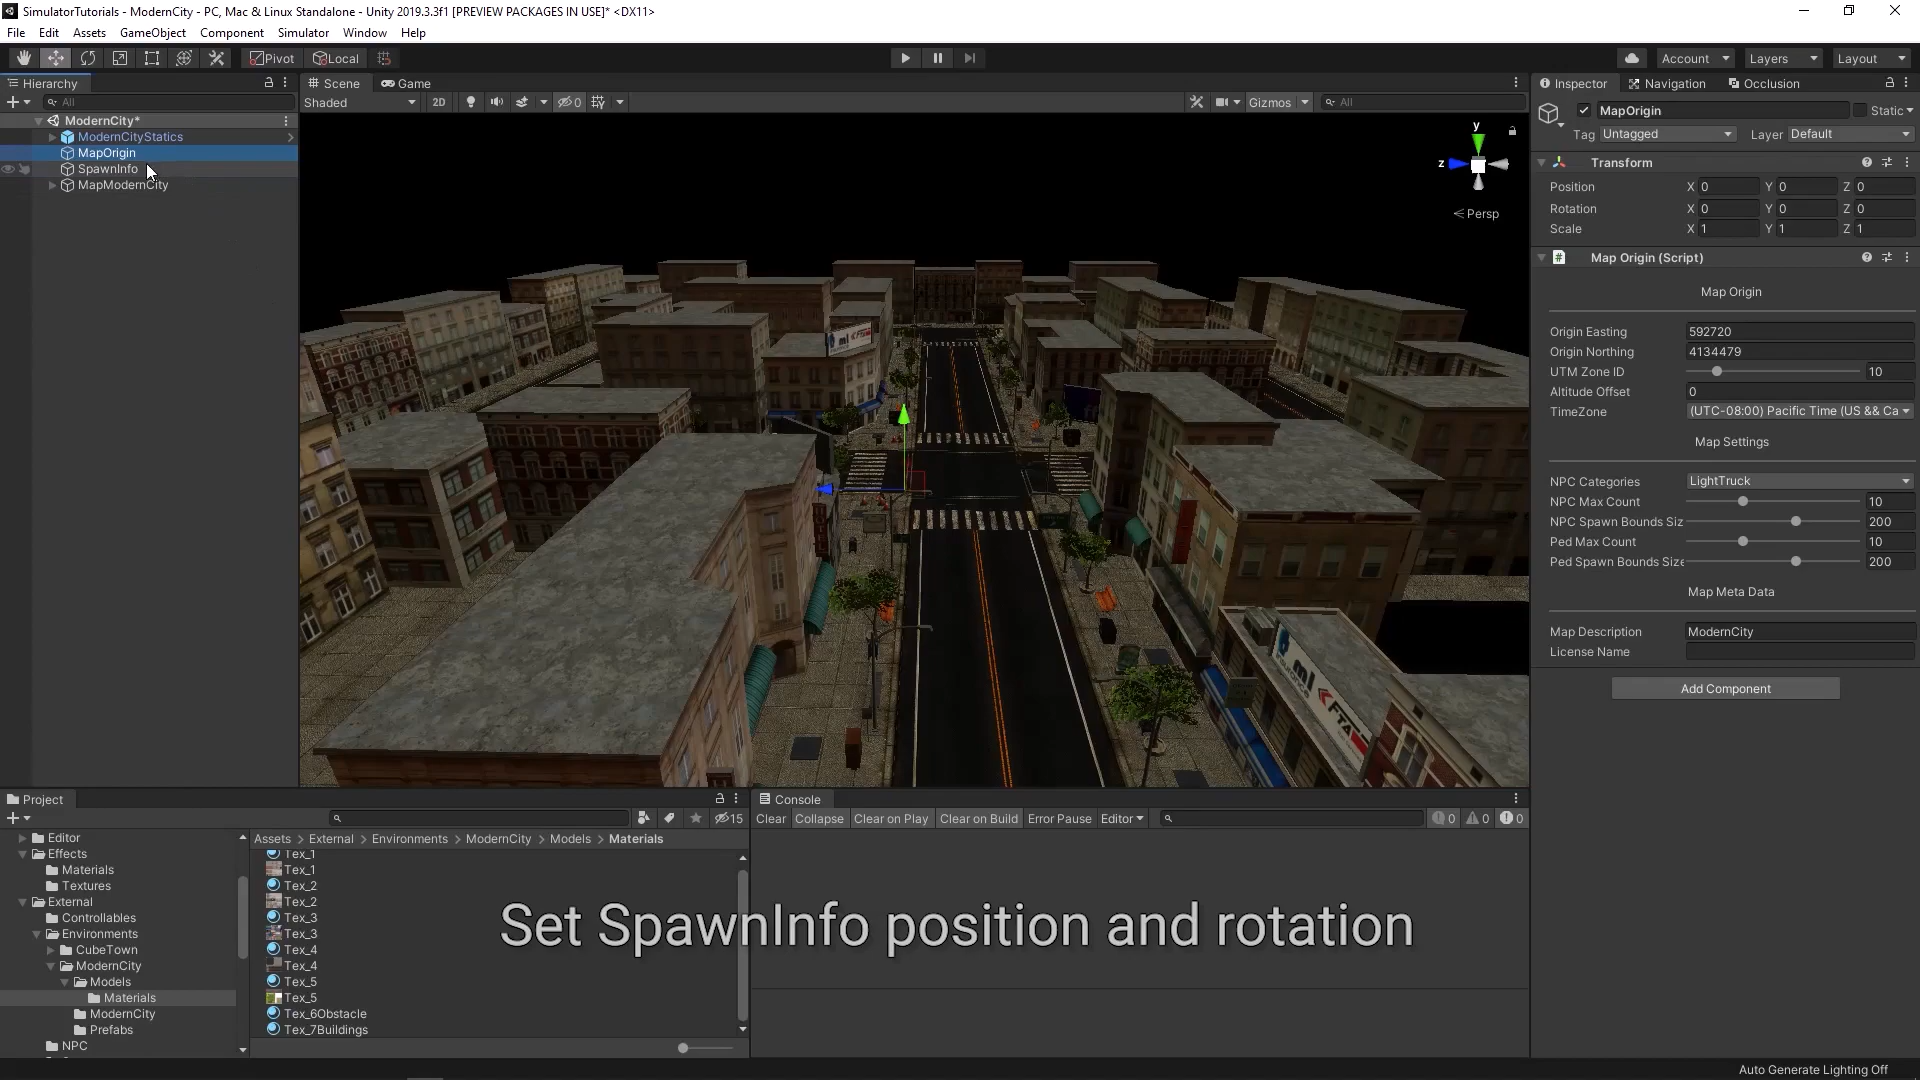 SimulatorTutorials - ModernCity - PC, Mac & Linux Standalone - Unity 2019.3.3f1 [PREVIEW PACKAGES IN USE]* <DX11>
File Edit Assets GameObject Component Simulator Window Help
Pivot Local Account Layers Layout
Hierarchy
All
ModernCity*
ModernCityStatics
MapOrigin
SpawnInfo
MapModernCity
Scene Game
Shaded 2D 0 Gizmos All
y
z
Persp
Inspector Navigation Occlusion
MapOrigin Static
Tag Untagged Layer Default
Transform
Position X 0 Y 0 Z 0
Rotation X 0 Y 0 Z 0
Scale X 1 Y 1 Z 1
# Map Origin (Script)
Map Origin
Origin Easting 592720
Origin Northing 4134479
UTM Zone ID 10
Altitude Offset 0
TimeZone (UTC-08:00) Pacific Time (US && Ca
Map Settings
NPC Categories LightTruck
NPC Max Count 10
NPC Spawn Bounds Siz 200
Ped Max Count 10
Ped Spawn Bounds Size 200
Map Meta Data
Map Description ModernCity
License Name
Add Component
Project
15
Editor
Effects
Materials
Textures
External
Controllables
Environments
CubeTown
ModernCity
Models
Materials
ModernCity
Prefabs
NPC
Assets > External > Environments > ModernCity > Models > Materials
Tex_1
Tex_1
Tex_2
Tex_2
Tex_3
Tex_3
Tex_4
Tex_4
Tex_5
Tex_5
Tex_6Obstacle
Tex_7Buildings
Console
Clear Collapse Clear on Play Clear on Build Error Pause Editor 0 0 0
Set SpawnInfo position and rotation
Auto Generate Lighting Off